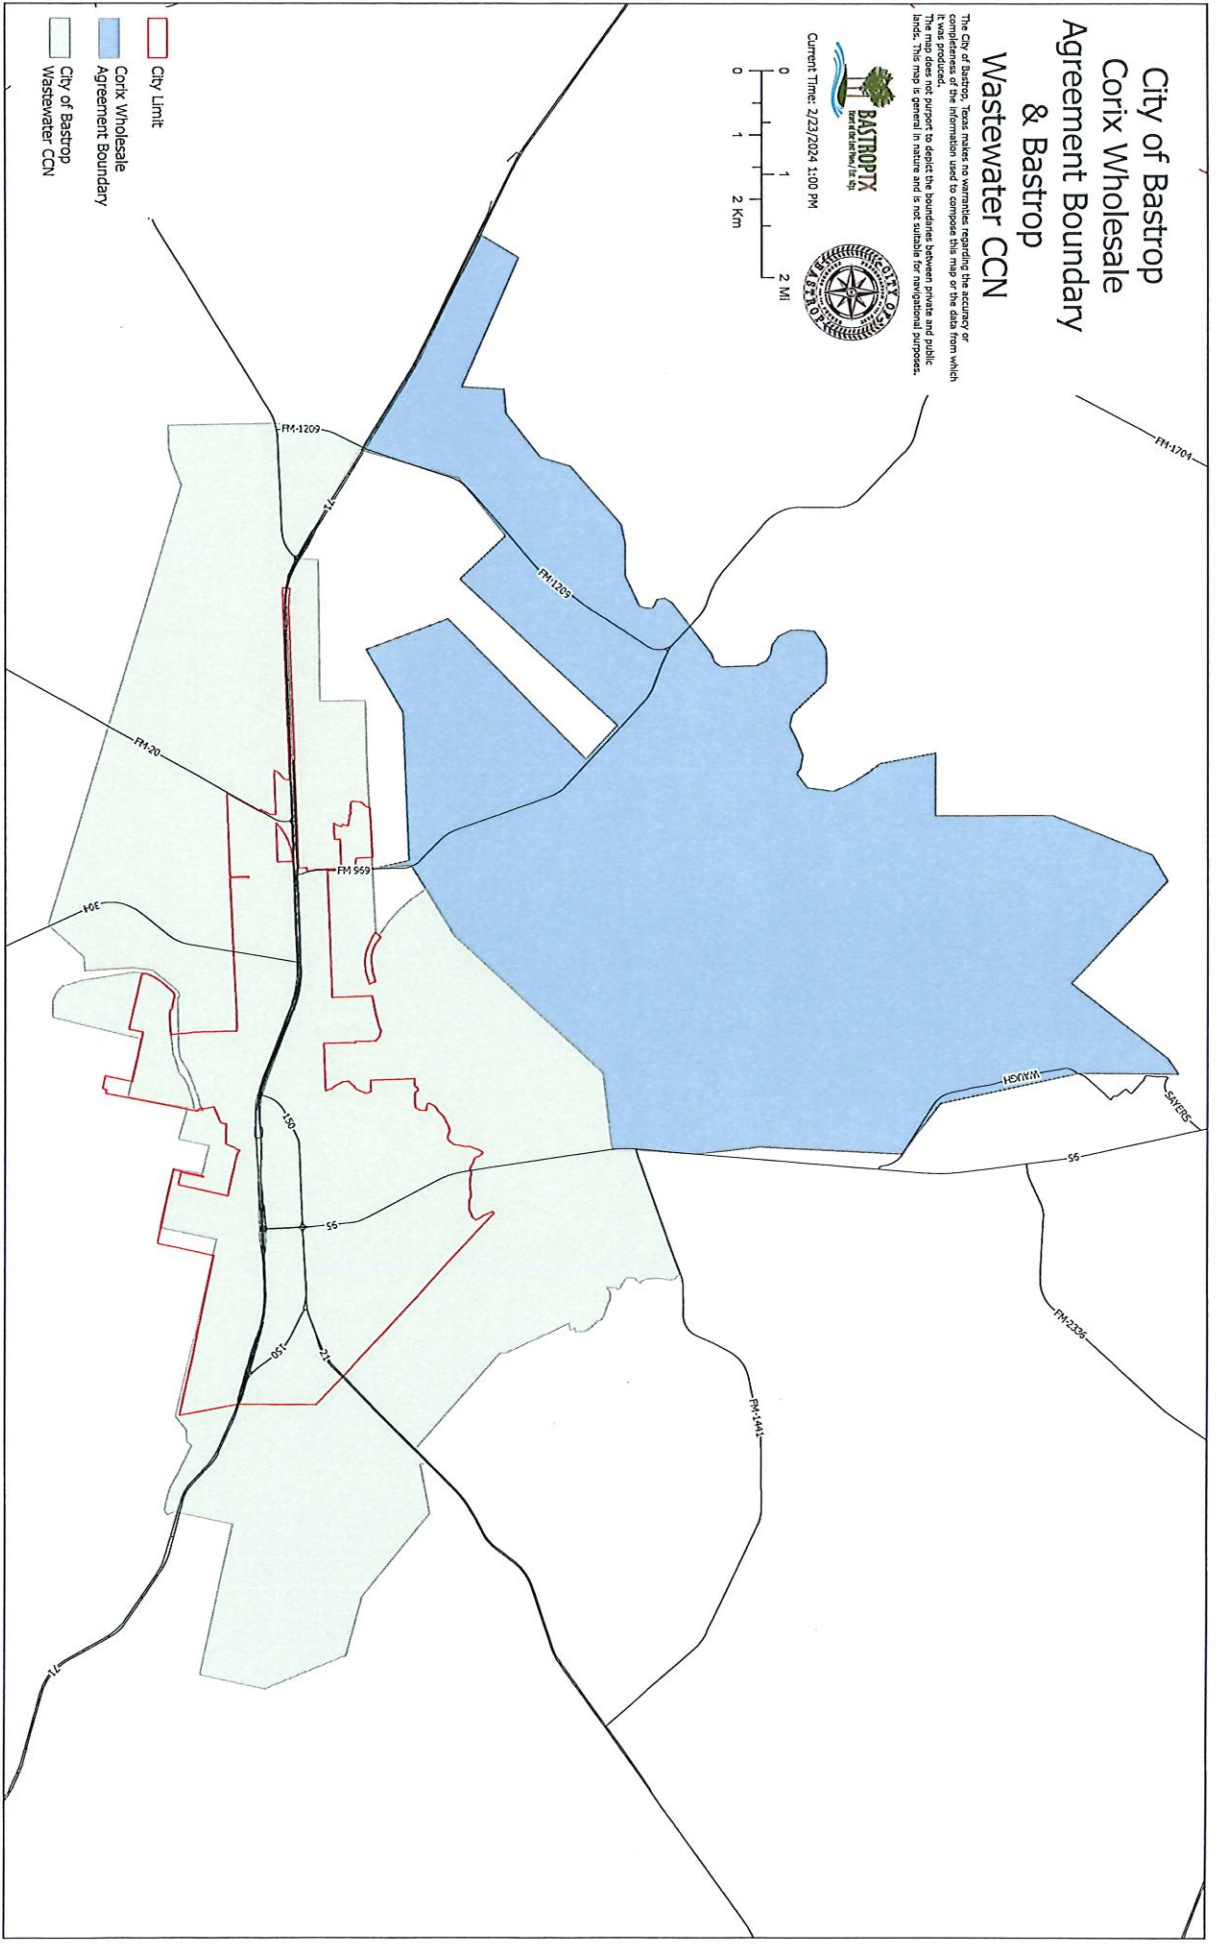 City of Bastrop
Corix Wholesale
Agreement Boundary
& Bastrop
Wastewater CCN
The City of Bastrop, Texas makes no warranties regarding the accuracy or
completeness of the information used to compose this map or the data from which
it was produced.
The map does not purport to depict the boundaries between private and public
lands. This map is general in nature and is not suitable for navigational purposes.
BASTROPTX
CITY OF
BASTROP
Current Time: 2/23/2024 1:00 PM
0 1 2 Mi
0 1 2 Km
FM-1704
FM-1209
FM-1209
71
FM-20
FM 969
304
WAUGH
SAYERS
95
150
95
FM-2336
150
21
FM-1441
71
City Limit
Corix Wholesale
Agreement Boundary
City of Bastrop
Wastewater CCN